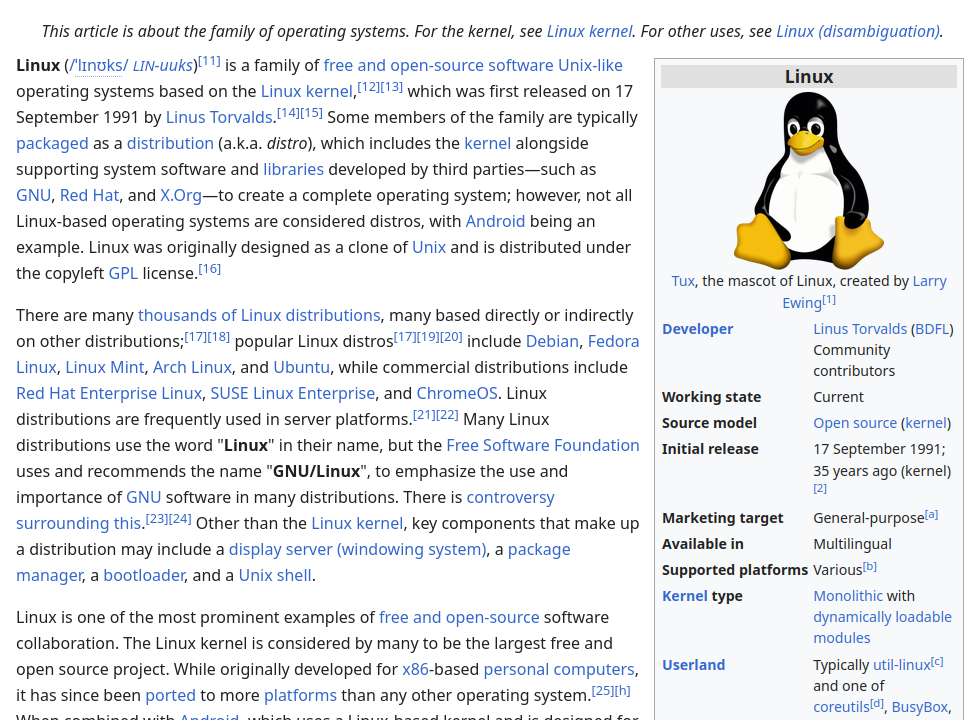 This article is about the family of operating systems. For the kernel, see Linux kernel. For other uses, see Linux (disambiguation).
Linux (/ˈlɪnʊks/ LIN-uuks)[11] is a family of free and open-source software Unix-like
operating systems based on the Linux kernel,[12][13] which was first released on 17
September 1991 by Linus Torvalds.[14][15] Some members of the family are typically
packaged as a distribution (a.k.a. distro), which includes the kernel alongside
supporting system software and libraries developed by third parties—such as
GNU, Red Hat, and X.Org—to create a complete operating system; however, not all
Linux-based operating systems are considered distros, with Android being an
example. Linux was originally designed as a clone of Unix and is distributed under
the copyleft GPL license.[16]
There are many thousands of Linux distributions, many based directly or indirectly
on other distributions;[17][18] popular Linux distros[17][19][20] include Debian, Fedora
Linux, Linux Mint, Arch Linux, and Ubuntu, while commercial distributions include
Red Hat Enterprise Linux, SUSE Linux Enterprise, and ChromeOS. Linux
distributions are frequently used in server platforms.[21][22] Many Linux
distributions use the word "Linux" in their name, but the Free Software Foundation
uses and recommends the name "GNU/Linux", to emphasize the use and
importance of GNU software in many distributions. There is controversy
surrounding this.[23][24] Other than the Linux kernel, key components that make up
a distribution may include a display server (windowing system), a package
manager, a bootloader, and a Unix shell.
Linux is one of the most prominent examples of free and open-source software
collaboration. The Linux kernel is considered by many to be the largest free and
open source project. While originally developed for x86-based personal computers,
it has since been ported to more platforms than any other operating system.[25][h]
When combined with Android, which uses a Linux-based kernel and is designed for
Linux
Tux, the mascot of Linux, created by Larry
Ewing[1]
Developer Linus Torvalds (BDFL)
Community
contributors
Working state Current
Source model Open source (kernel)
Initial release 17 September 1991;
35 years ago (kernel)
[2]
Marketing target General-purpose[a]
Available in Multilingual
Supported platforms Various[b]
Kernel type Monolithic with
dynamically loadable
modules
Userland Typically util-linux[c]
and one of
coreutils[d], BusyBox,